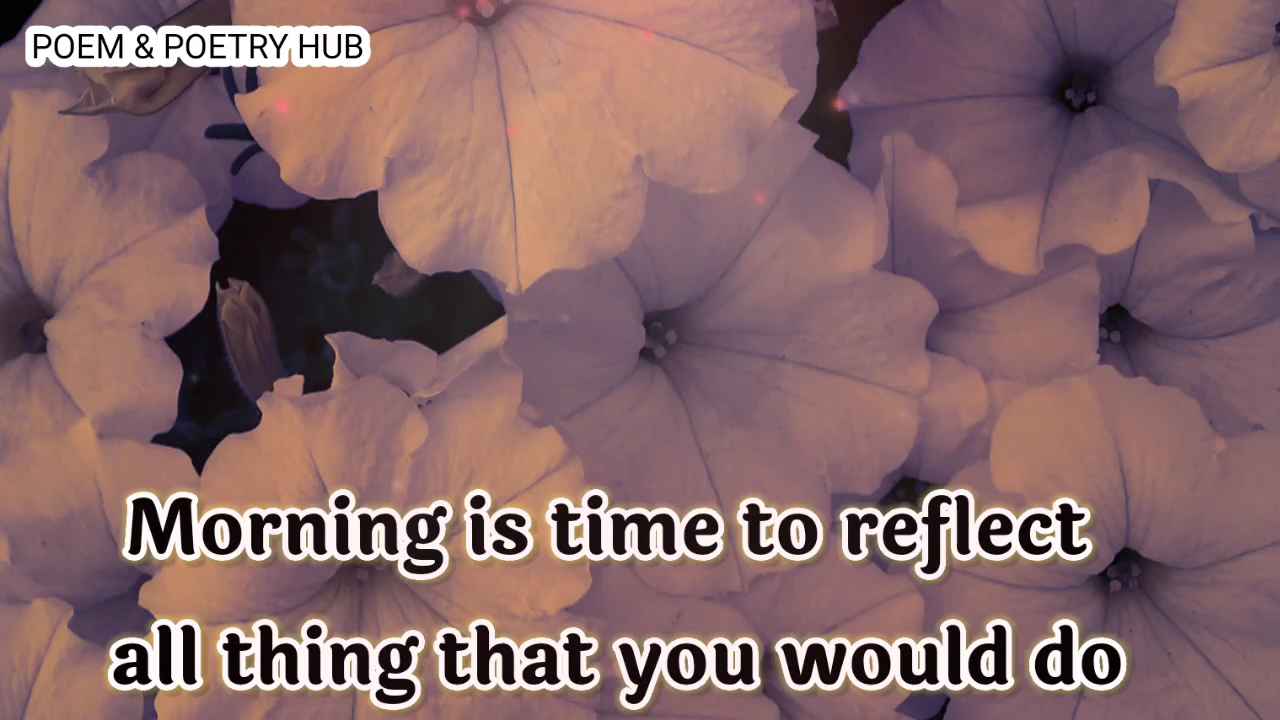 POEM & POETRY HUB
Morning is time to reflect
all thing that you would do